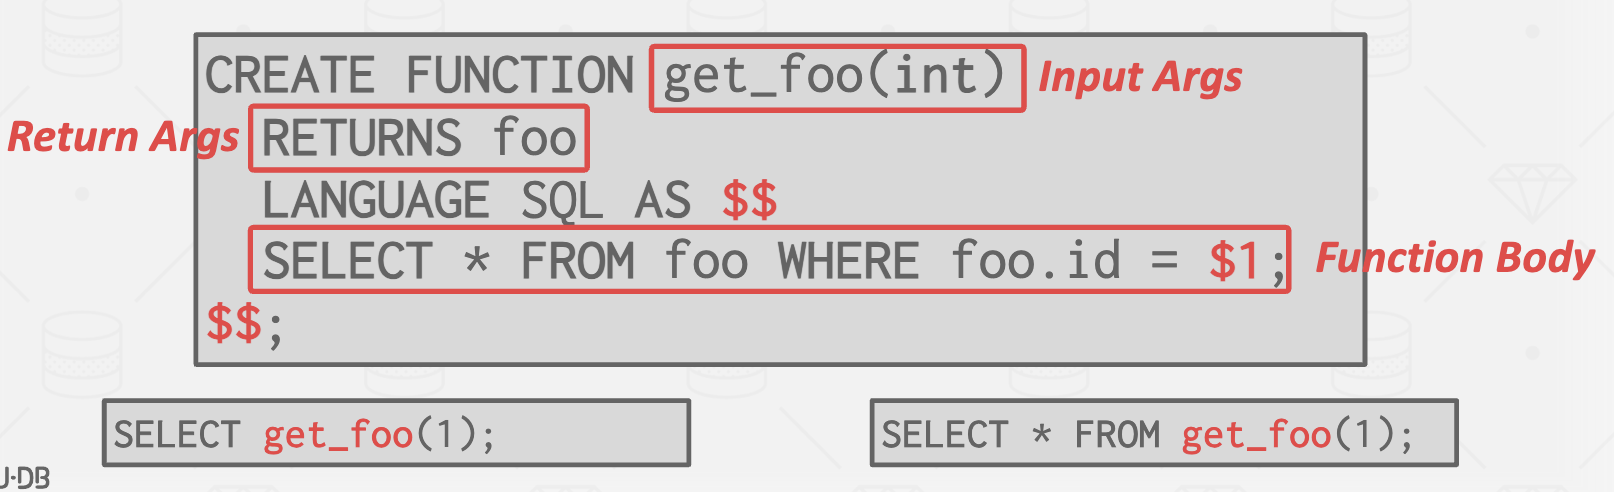 CREATE FUNCTION get_foo(int) Input Args
Return Args RETURNS foo
LANGUAGE SQL AS $$
SELECT * FROM foo WHERE foo.id = $1; Function Body
$$;
SELECT get_foo(1);
SELECT * FROM get_foo(1);
U·DB